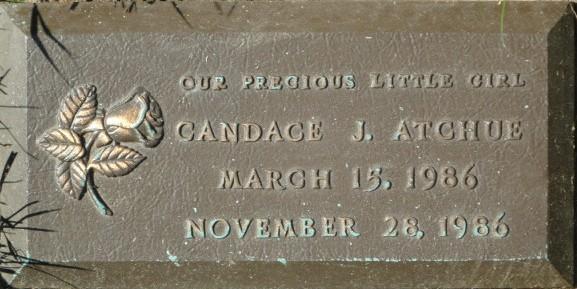 OUR PRECIOUS LITTLE GIRL
CANDACE J. ATCHUE
MARCH 15, 1986
NOVEMBER 28, 1986